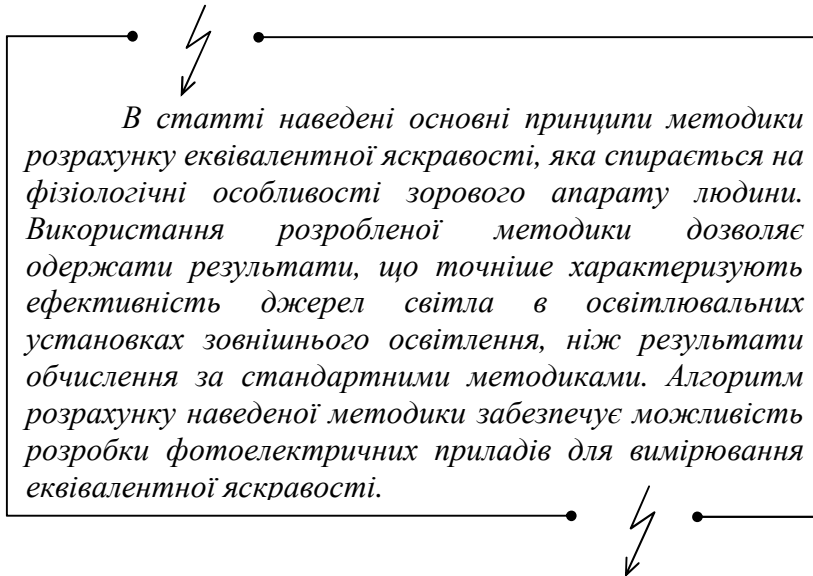 В статті наведені основні принципи методики
розрахунку еквівалентної яскравості, яка спирається на
фізіологічні особливості зорового апарату людини.
Використання розробленої методики дозволяє
одержати результати, що точніше характеризують
ефективність джерел світла в освітлювальних
установках зовнішнього освітлення, ніж результати
обчислення за стандартними методиками. Алгоритм
розрахунку наведеної методики забезпечує можливість
розробки фотоелектричних приладів для вимірювання
еквівалентної яскравості.